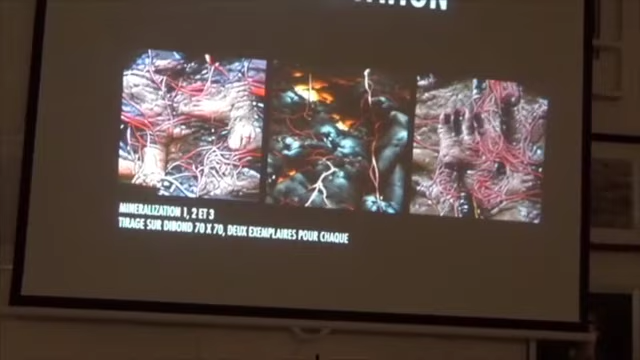 MINERALIZATION 1, 2 ET 3
TIRAGE SUR DIBOND 70 X 70, DEUX EXEMPLAIRES POUR CHAQUE